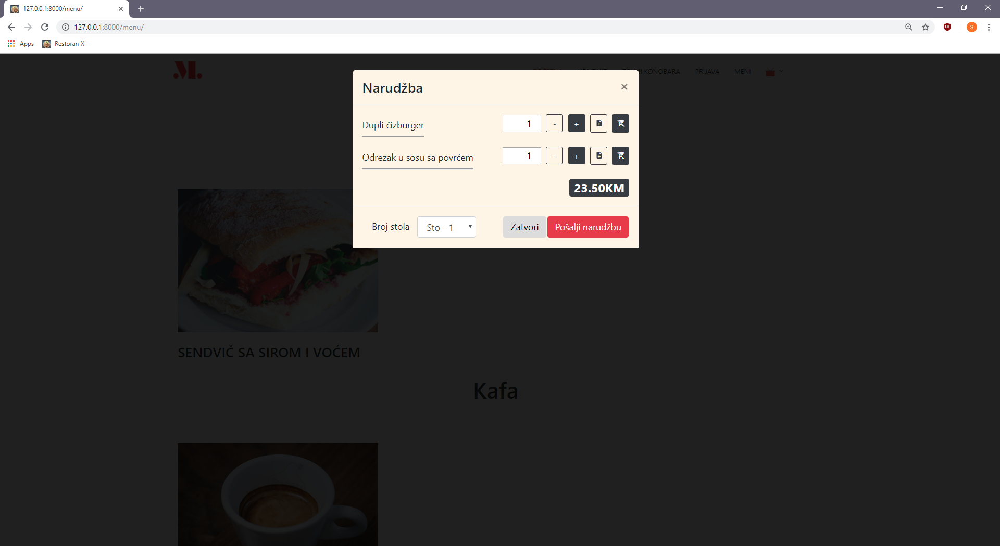 127.0.0.1:8000/menu/
127.0.0.1:8000/menu/
S
Apps
Restoran X
KONOBARA PRIJAVA MENI
Narudžba
Dupli čizburger 1 - +
Odrezak u sosu sa povrćem 1 - +
23.50KM
Broj stola Sto - 1 Zatvori Pošalji narudžbu
SENDVIČ SA SIROM I VOĆEM
Kafa